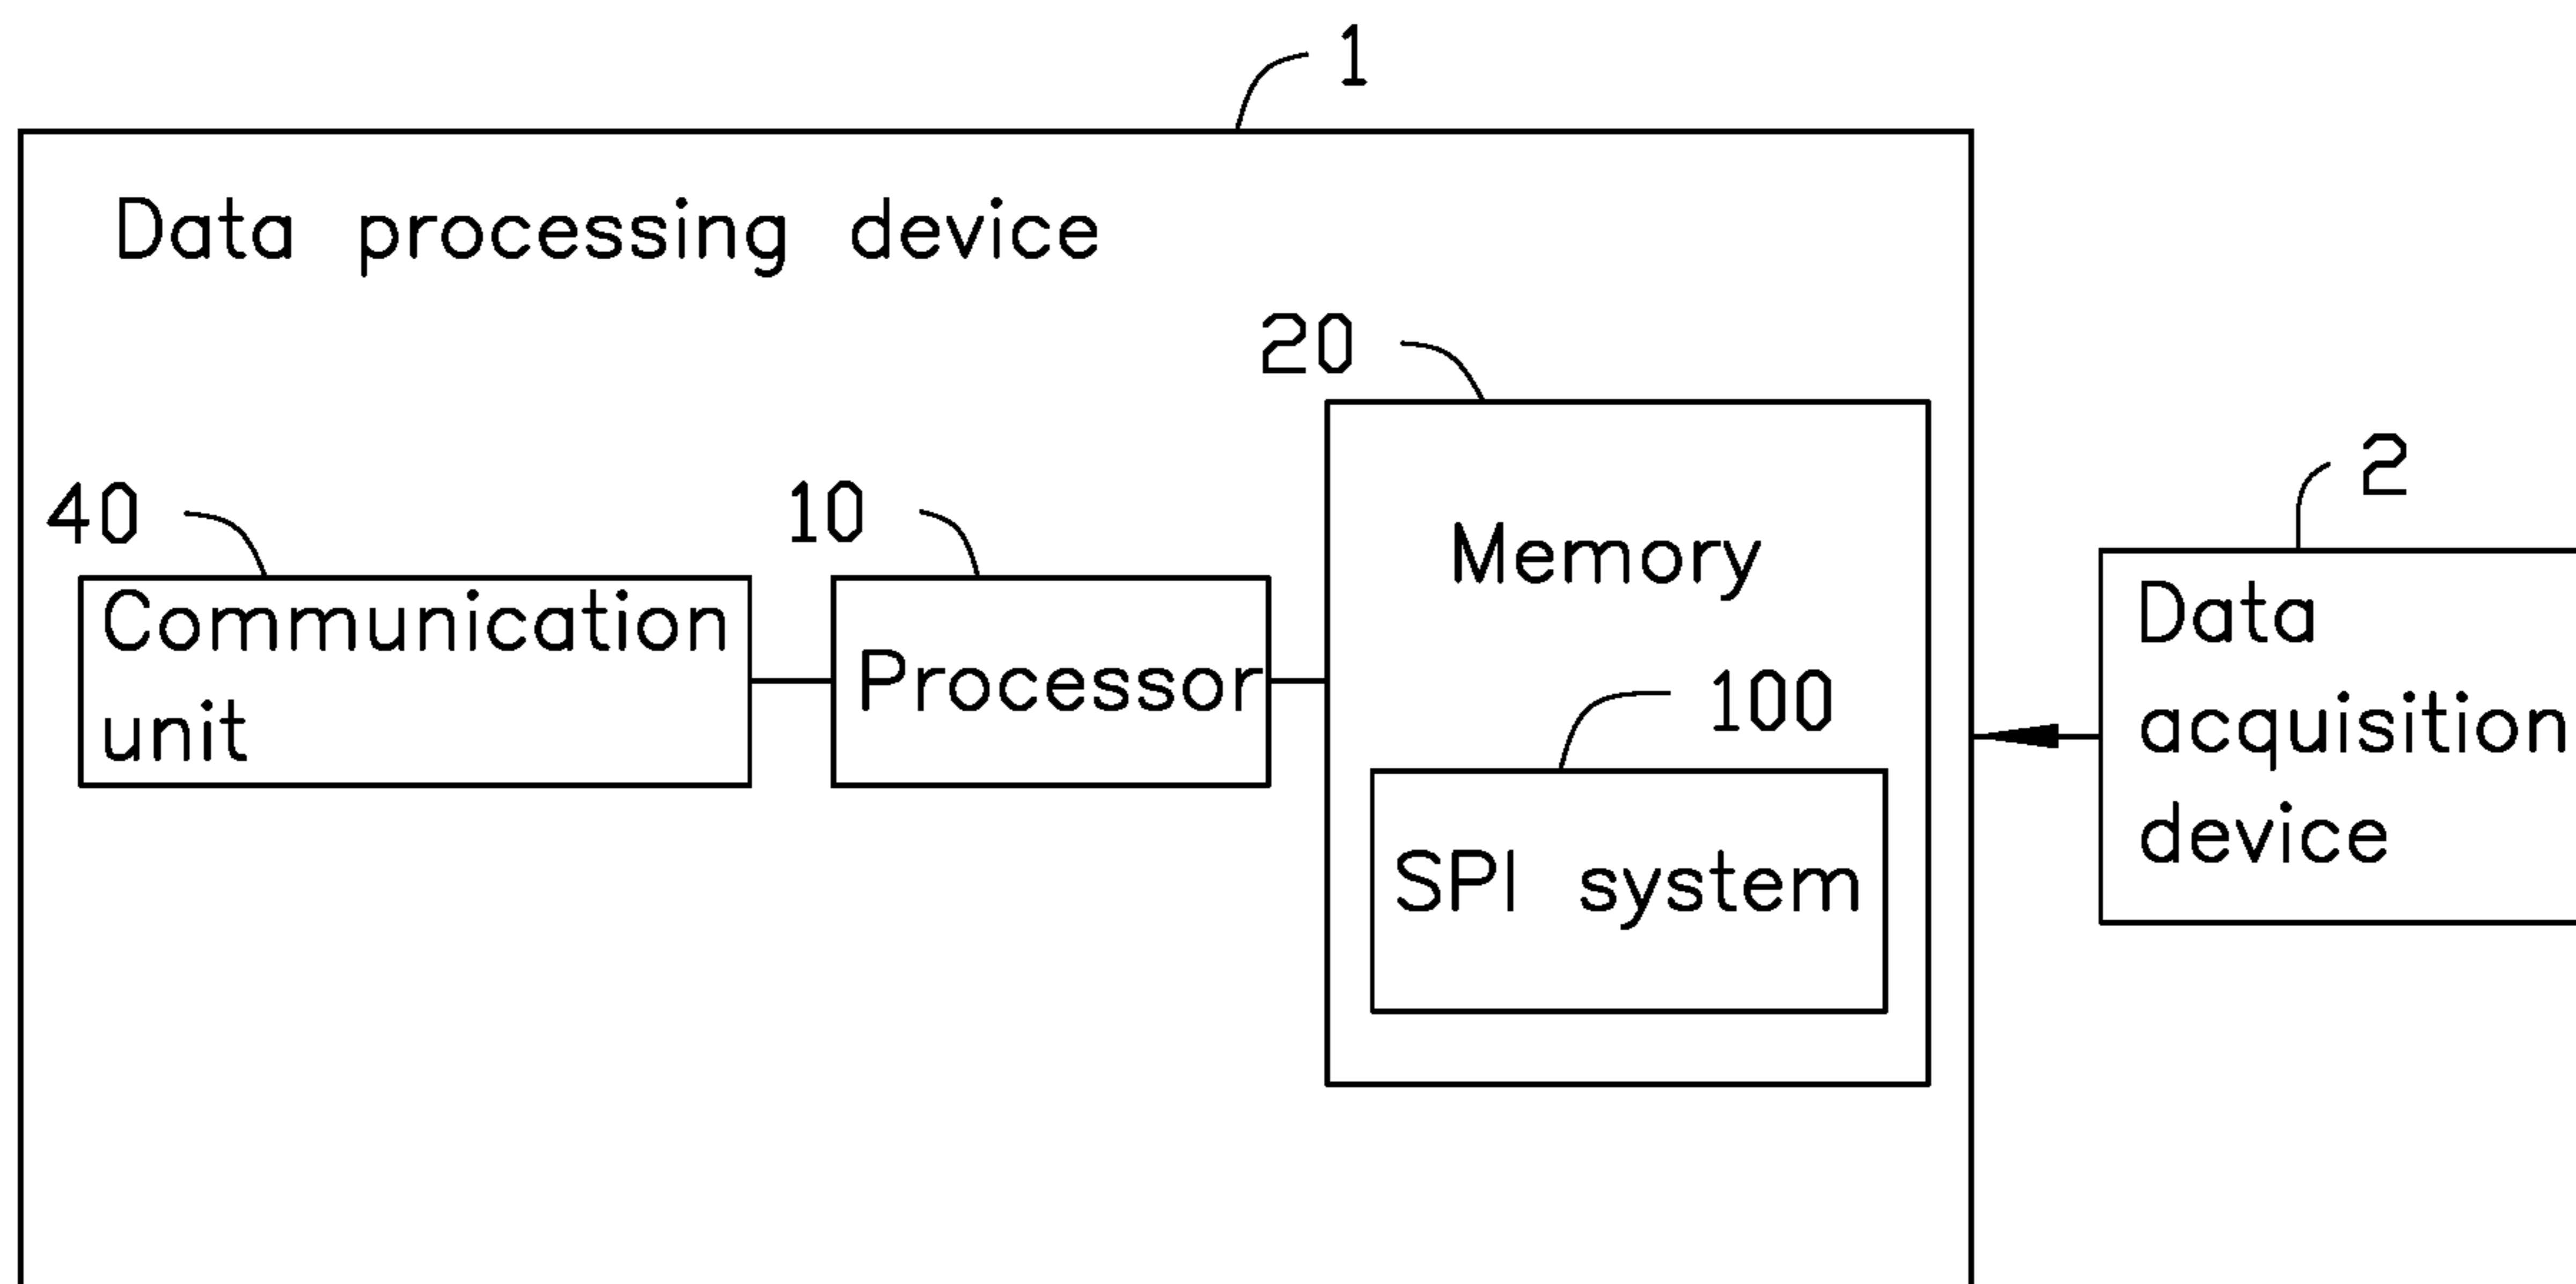 1
Data processing device
20
2
40
10
Memory
Communication
unit
Processor
100
SPI system
Data
acquisition
device